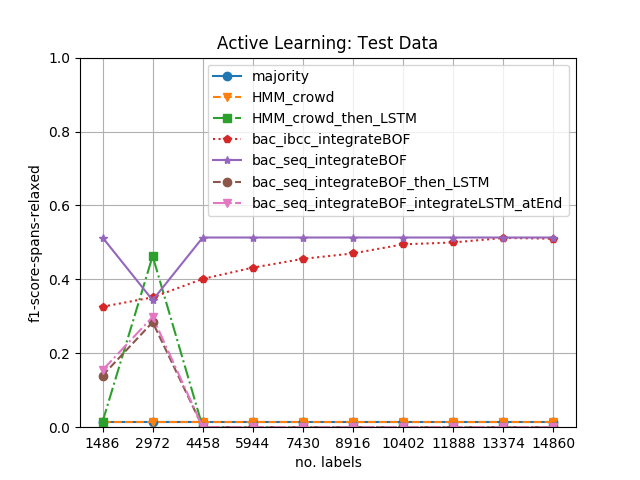 Active Learning: Test Data
f1-score-spans-relaxed
1.0
0.8
0.6
0.4
0.2
0.0
majority
HMM_crowd
HMM_crowd_then_LSTM
bac_ibcc_integrateBOF
bac_seq_integrateBOF
bac_seq_integrateBOF_then_LSTM
bac_seq_integrateBOF_integrateLSTM_atEnd
1486 2972 4458 5944 7430 8916 10402 11888 13374 14860
no. labels